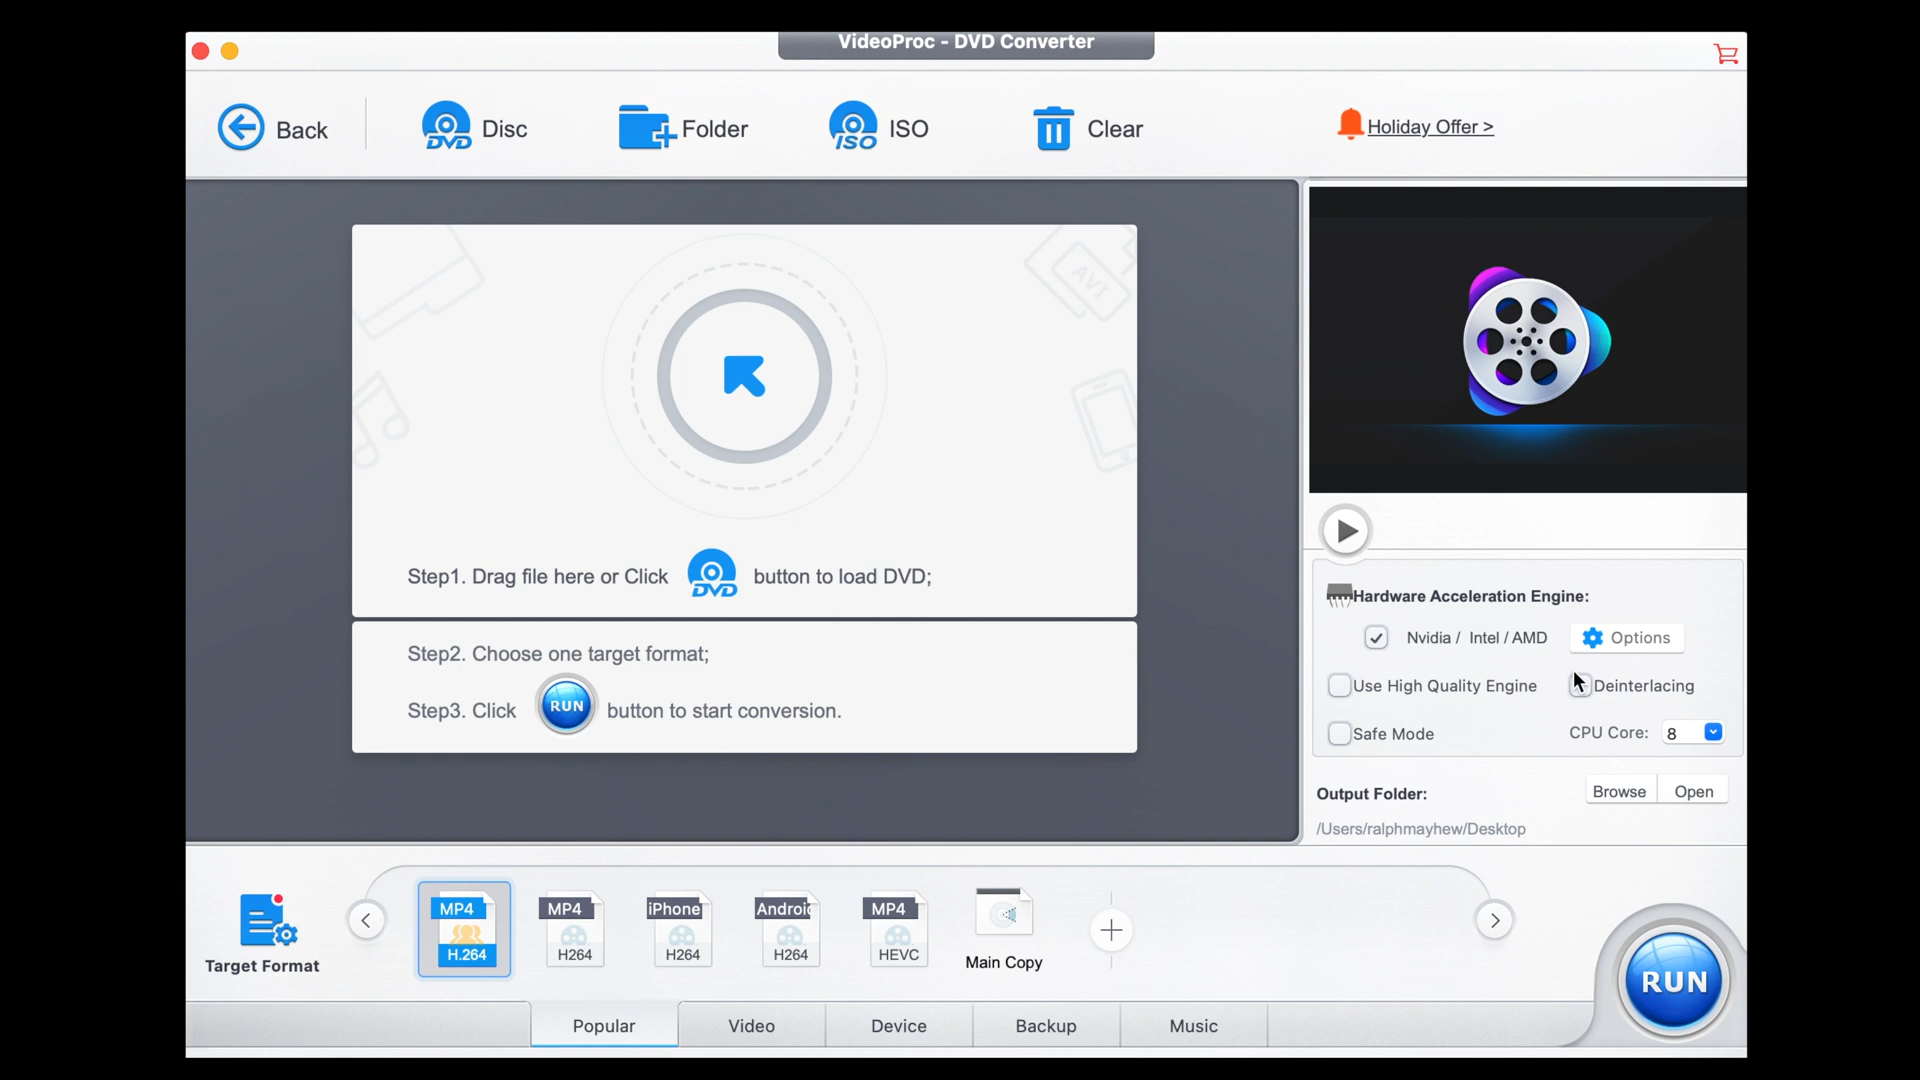 VideoProc - DVD Converter
Back
DVD Disc
Folder
ISO ISO
Clear
Holiday Offer >
AVI
Step1. Drag file here or Click DVD button to load DVD;
Step2. Choose one target format;
Step3. Click RUN button to start conversion.
Hardware Acceleration Engine:
Nvidia / Intel / AMD Options
Use High Quality Engine Deinterlacing
Safe Mode CPU Core: 8
Output Folder: Browse Open
/Users/ralphmayhew/Desktop
Target Format
MP4 H.264
MP4 H264
iPhone H264
Android H264
MP4 HEVC
Main Copy
RUN
Popular Video Device Backup Music